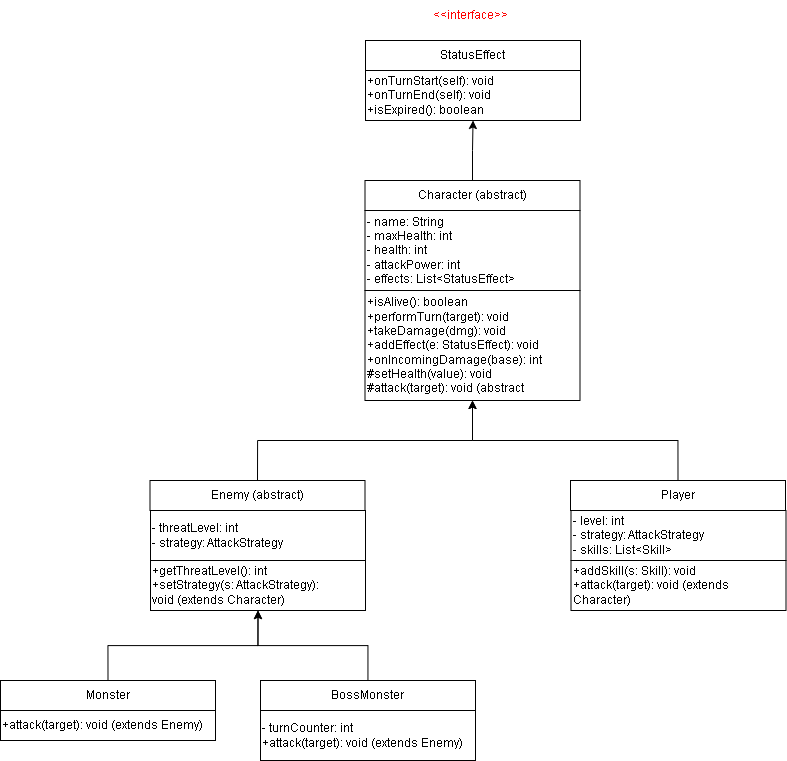 <<interface>>
StatusEffect
+onTurnStart(self): void
+onTurnEnd(self): void
+isExpired(): boolean
Character (abstract)
- name: String
- maxHealth: int
- health: int
- attackPower: int
- effects: List<StatusEffect>
+isAlive(): boolean
+performTurn(target): void
+takeDamage(dmg): void
+addEffect(e: StatusEffect): void
+onIncomingDamage(base): int
#setHealth(value): void
#attack(target): void (abstract
Enemy (abstract)
- threatLevel: int
- strategy: AttackStrategy
+getThreatLevel(): int
+setStrategy(s: AttackStrategy):
void (extends Character)
Player
- level: int
- strategy: AttackStrategy
- skills: List<Skill>
+addSkill(s: Skill): void
+attack(target): void (extends
Character)
Monster
+attack(target): void (extends Enemy)
BossMonster
- turnCounter: int
+attack(target): void (extends Enemy)